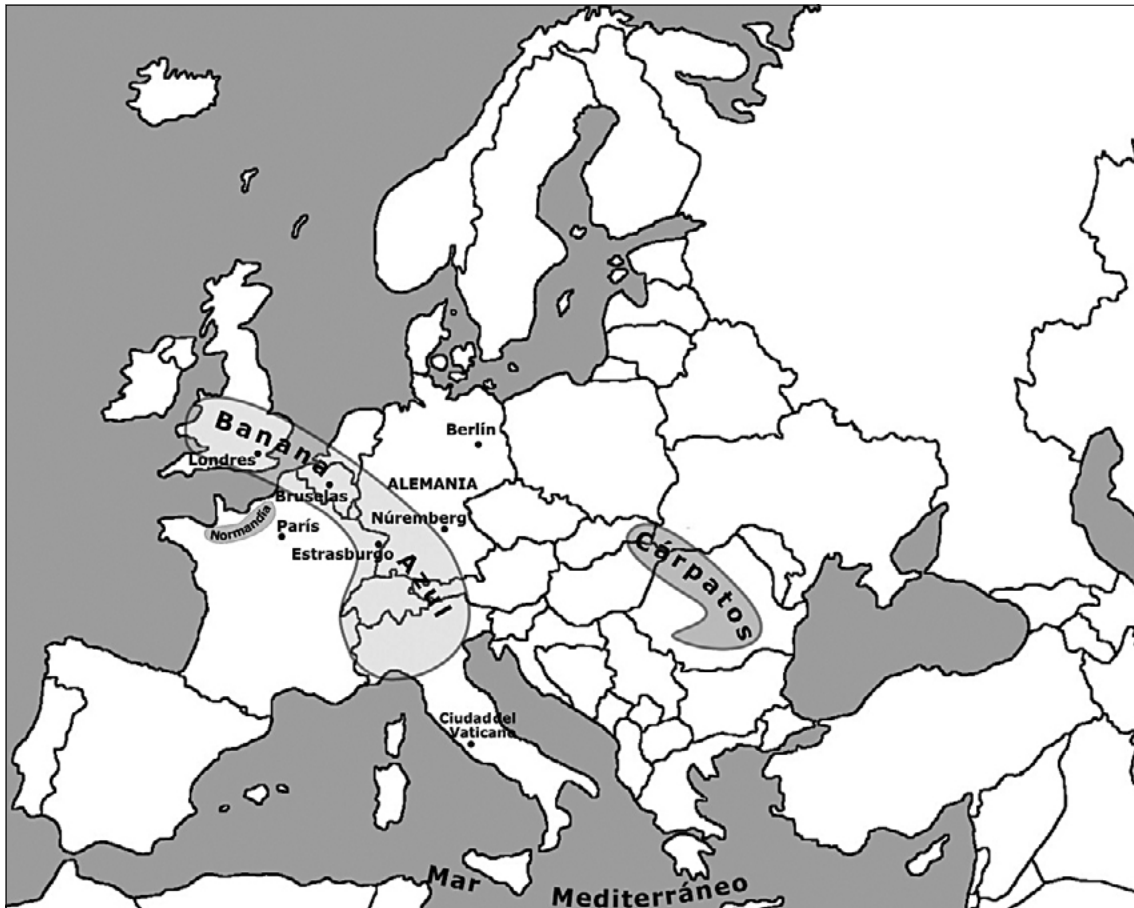 Banana
Londres
Berlín
Bruselas
ALEMANIA
Normandía
París
Núremberg
Estrasburgo
Azul
Cárpatos
Ciudad del
Vaticano
Mar Mediterráneo